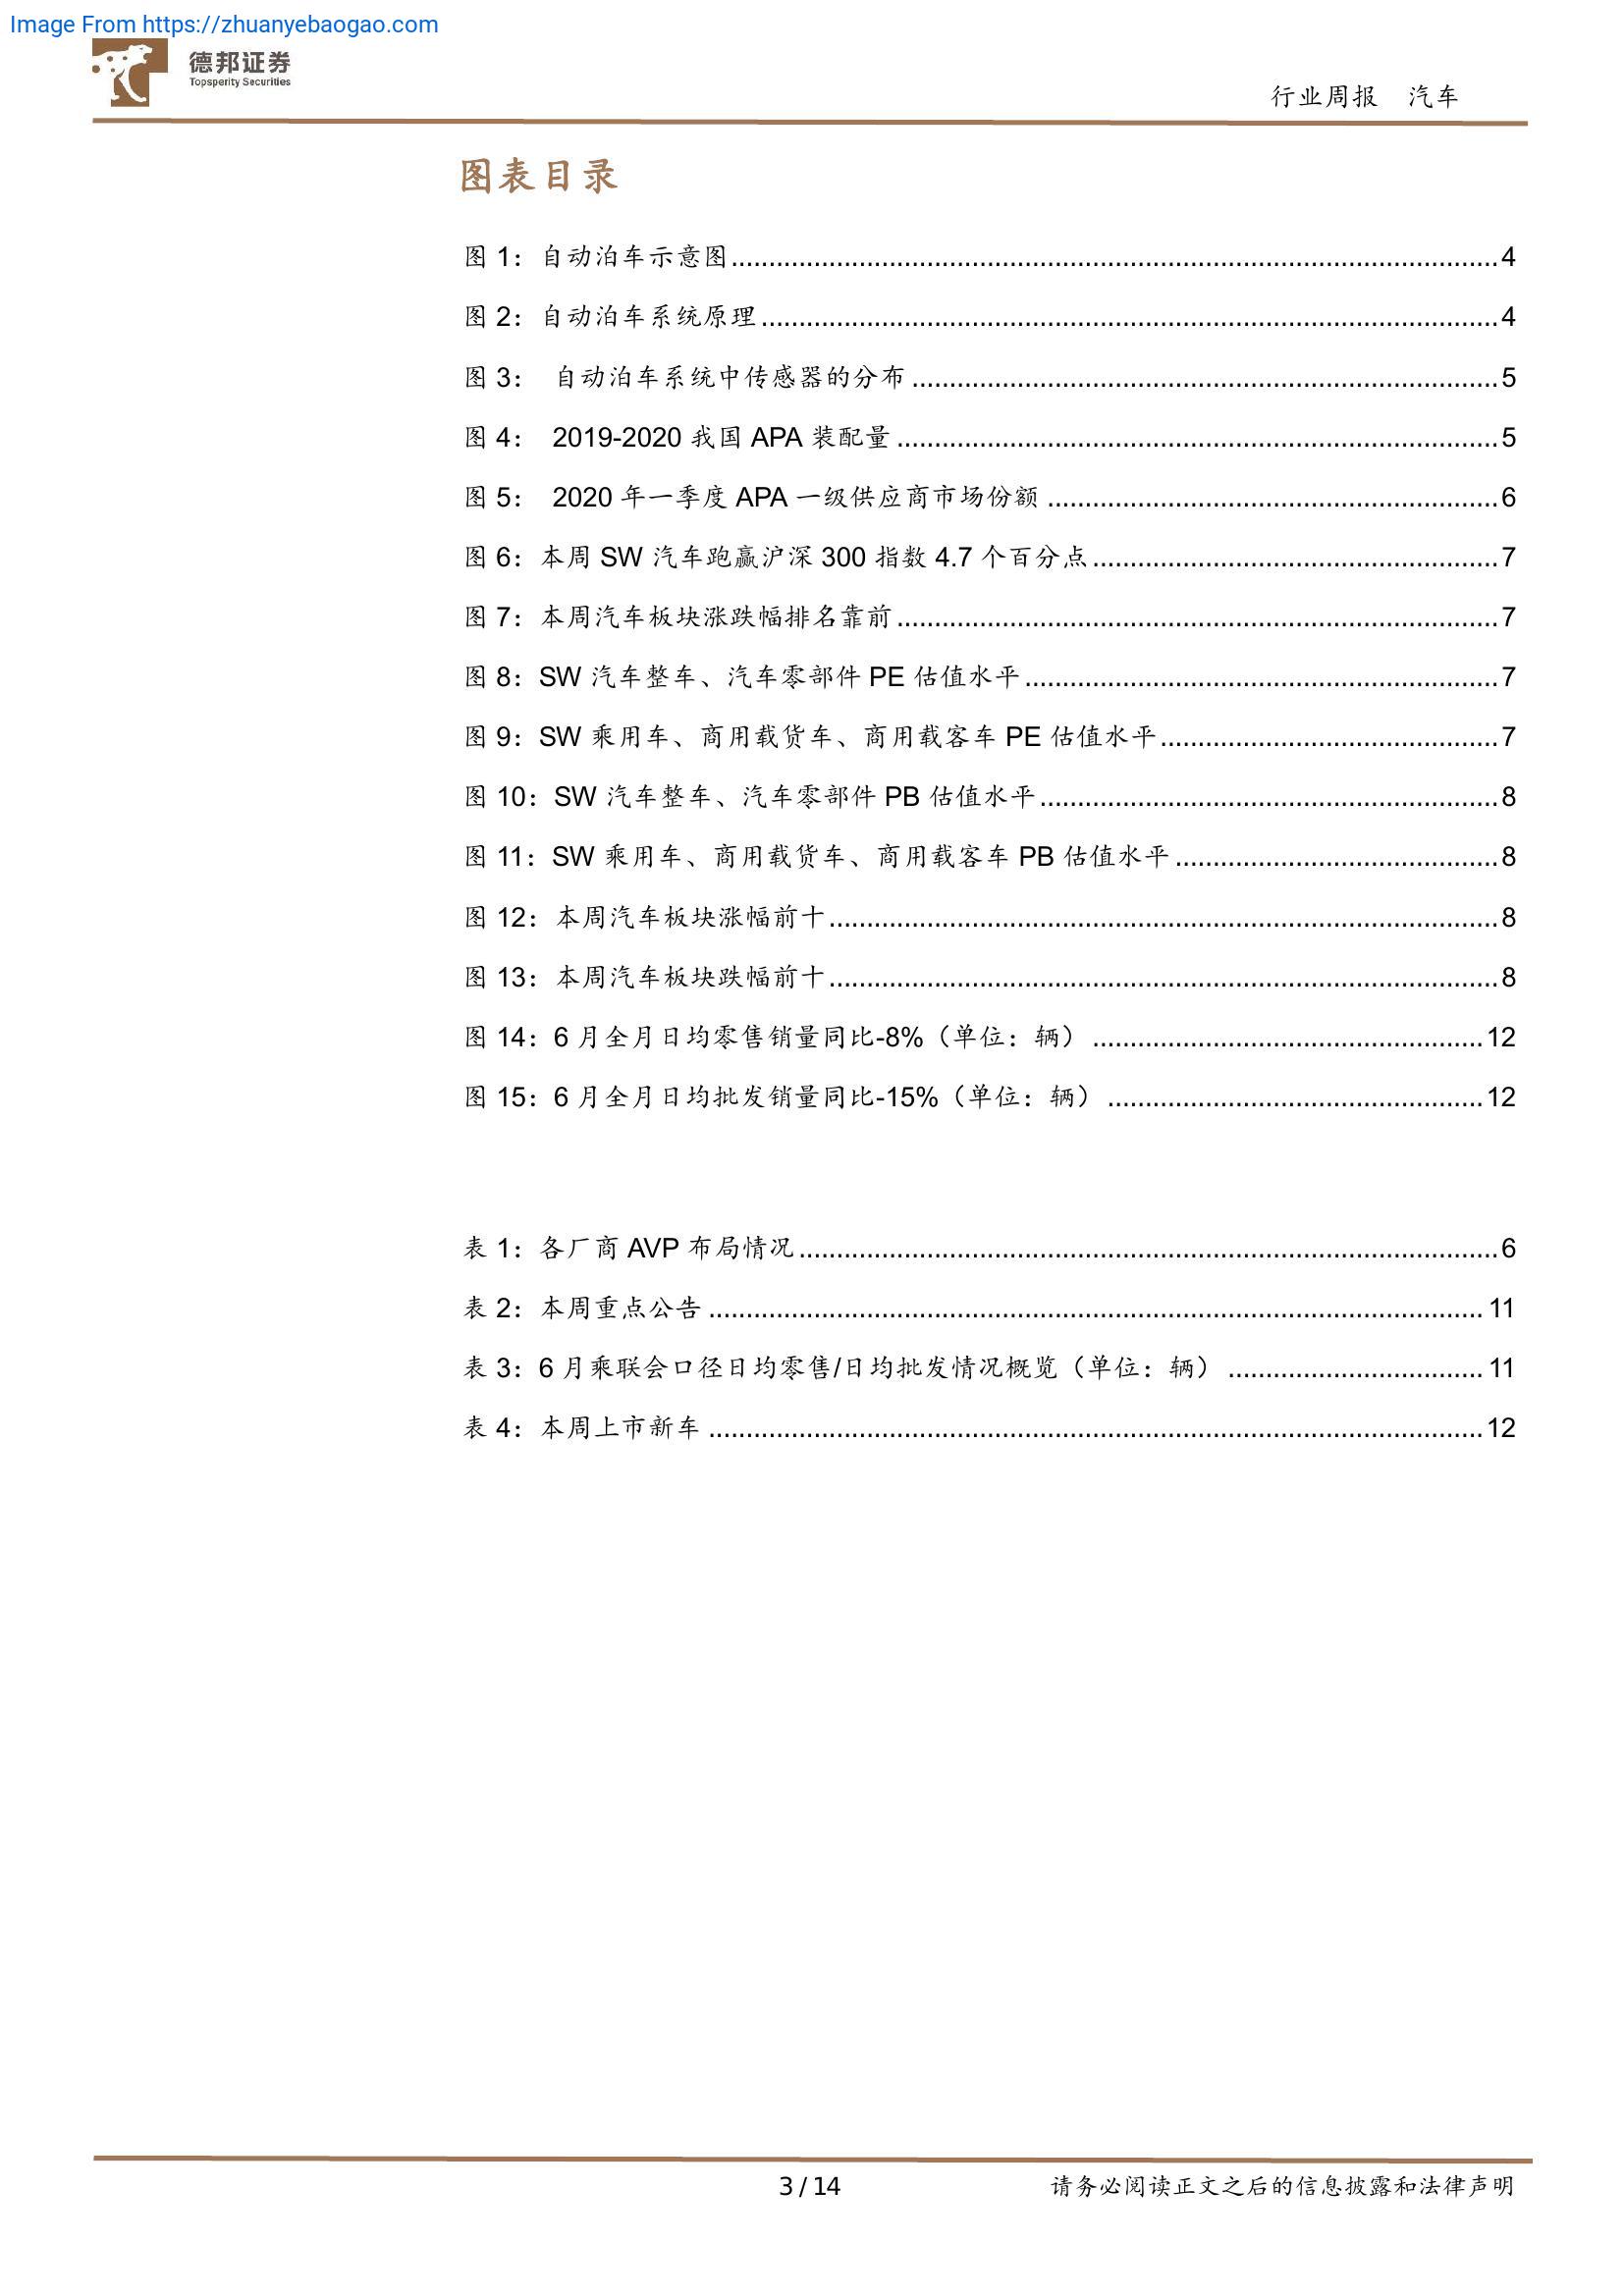 Image From https://zhuanyebaogao.com
德邦证券
Topsperity Securities
行业周报 汽车
图表目录
图 1：自动泊车示意图..........4
图 2：自动泊车系统原理..........4
图 3： 自动泊车系统中传感器的分布..........5
图 4： 2019-2020 我国 APA 装配量..........5
图 5： 2020 年一季度 APA 一级供应商市场份额..........6
图 6：本周 SW 汽车跑赢沪深 300 指数 4.7 个百分点..........7
图 7：本周汽车板块涨跌幅排名靠前..........7
图 8：SW 汽车整车、汽车零部件 PE 估值水平..........7
图 9：SW 乘用车、商用载货车、商用载客车 PE 估值水平..........7
图 10：SW 汽车整车、汽车零部件 PB 估值水平..........8
图 11：SW 乘用车、商用载货车、商用载客车 PB 估值水平..........8
图 12：本周汽车板块涨幅前十..........8
图 13：本周汽车板块跌幅前十..........8
图 14：6 月全月日均零售销量同比-8%（单位：辆）..........12
图 15：6 月全月日均批发销量同比-15%（单位：辆）..........12
表 1：各厂商 AVP 布局情况..........6
表 2：本周重点公告..........11
表 3：6 月乘联会口径日均零售/日均批发情况概览（单位：辆）..........11
表 4：本周上市新车..........12
3 / 14
请务必阅读正文之后的信息披露和法律声明